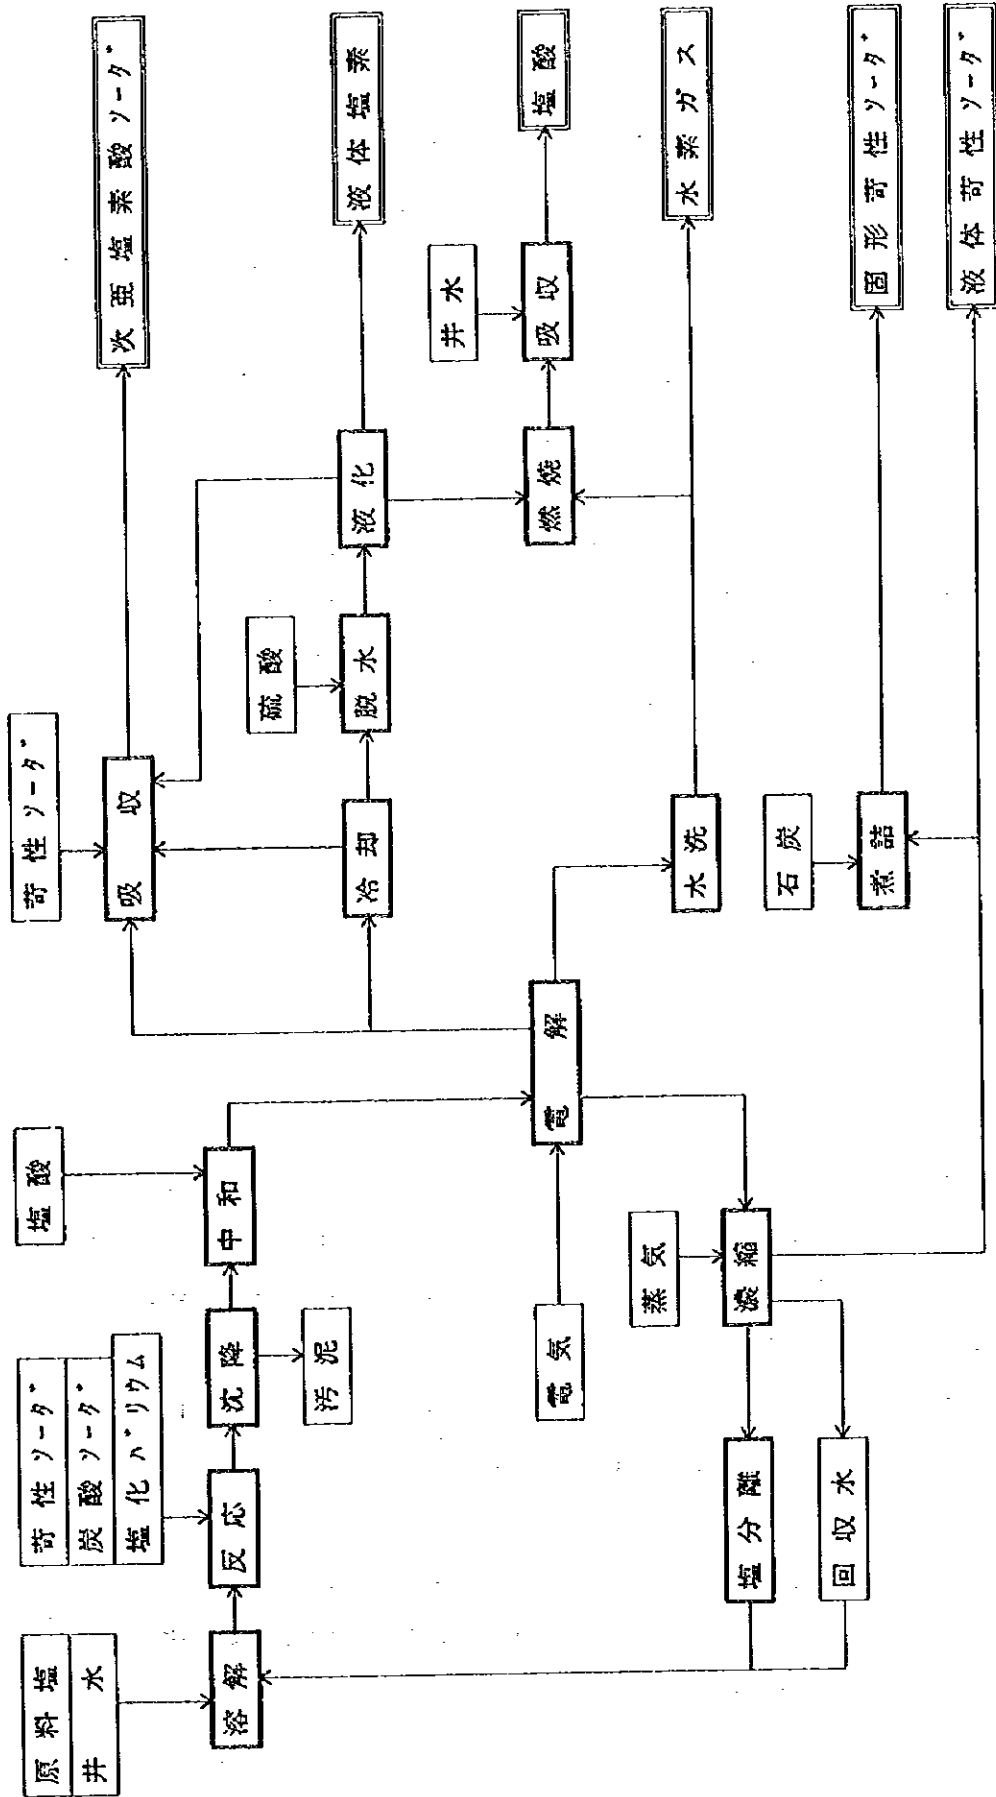 原料塩
井水
溶解
苛性ソーダ
炭酸ソーダ
塩化バリウム
反応
沈降
汚泥
塩酸
中和
電気
電解
蒸気
濃縮
塩分離
回収水
苛性ソーダ
吸収
次亜塩素酸ソーダ
冷却
硫酸
脱水
液化
液体塩素
燃焼
井水
吸収
塩酸
水洗
水素ガス
石炭
煮詰
固形苛性ソーダ
液体苛性ソーダ